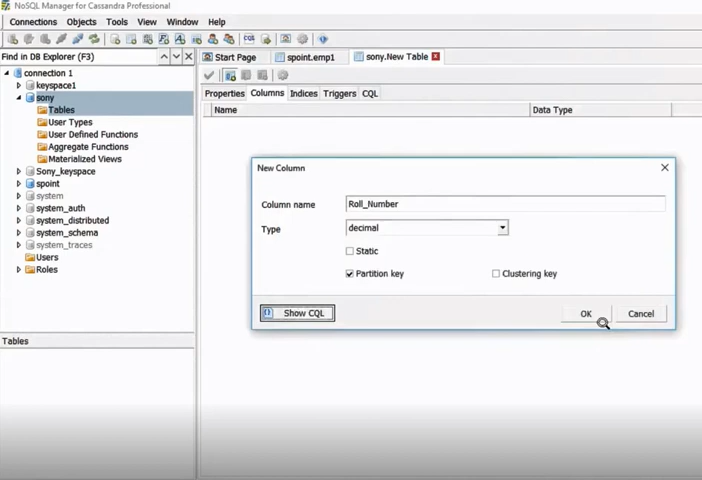 NoSQL Manager for Cassandra Professional
Connections Objects Tools View Window Help
CQL
Find in DB Explorer (F3)
Start Page
spoint.emp1
sony.New Table
connection 1
keyspace1
sony
Tables
User Types
User Defined Functions
Aggregate Functions
Materialized Views
Sony_keyspace
spoint
system
system_auth
system_distributed
system_schema
system_traces
Users
Roles
Tables
Properties Columns Indices Triggers CQL
Name Data Type
New Column
Column name Roll_Number
Type decimal
Static
Partition key Clustering key
Show CQL OK Cancel